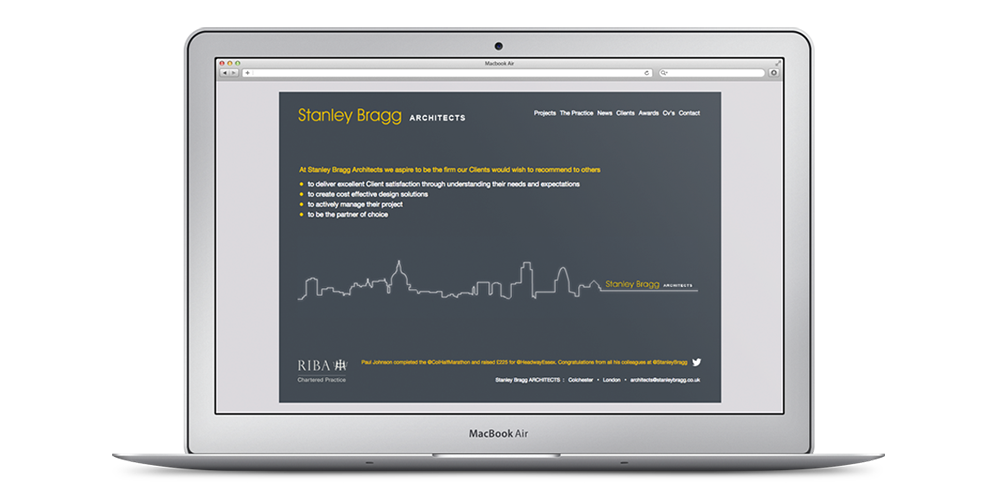 Macbook Air
Stanley Bragg ARCHITECTS
Projects The Practice News Clients Awards Cv's Contact
At Stanley Bragg Architects we aspire to be the firm our Clients would wish to recommend to others
to deliver excellent Client satisfaction through understanding their needs and expectations
to create cost effective design solutions
to actively manage their project
to be the partner of choice
Stanley Bragg ARCHITECTS
RIBA
Chartered Practice
Paul Johnson completed the @ColHalfMarathon and raised £225 for @HeadwayEssex, Congratulations from all his colleagues at @StanleyBragg
Stanley Bragg ARCHITECTS : Colchester • London • architects@stanleybragg.co.uk
MacBook Air